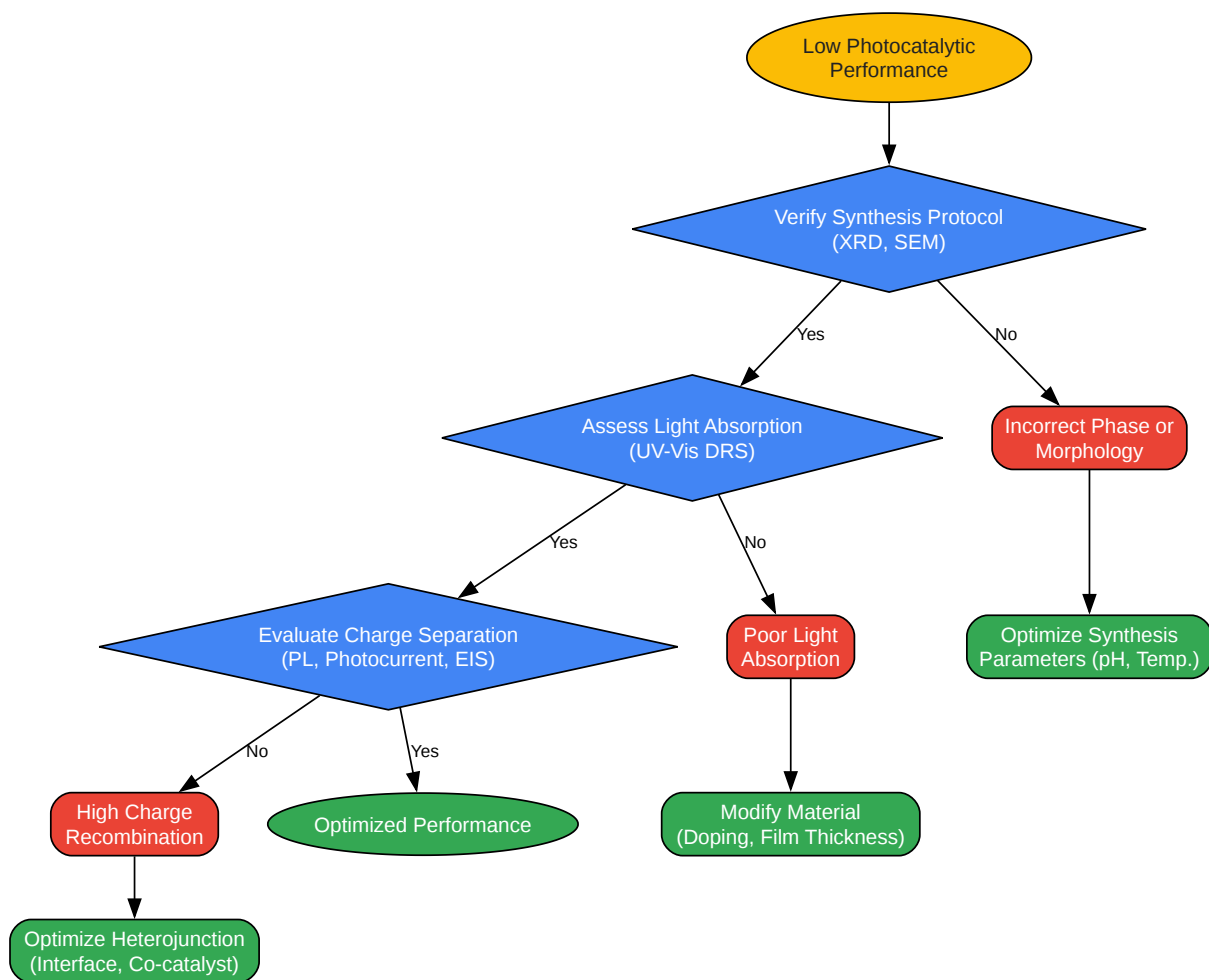 Low Photocatalytic
Performance
Verify Synthesis Protocol
(XRD, SEM)
Yes
No
Assess Light Absorption
(UV-Vis DRS)
Incorrect Phase or
Morphology
Yes
No
Evaluate Charge Separation
(PL, Photocurrent, EIS)
Poor Light
Absorption
Optimize Synthesis
Parameters (pH, Temp.)
No
Yes
High Charge
Recombination
Optimized Performance
Modify Material
(Doping, Film Thickness)
Optimize Heterojunction
(Interface, Co-catalyst)